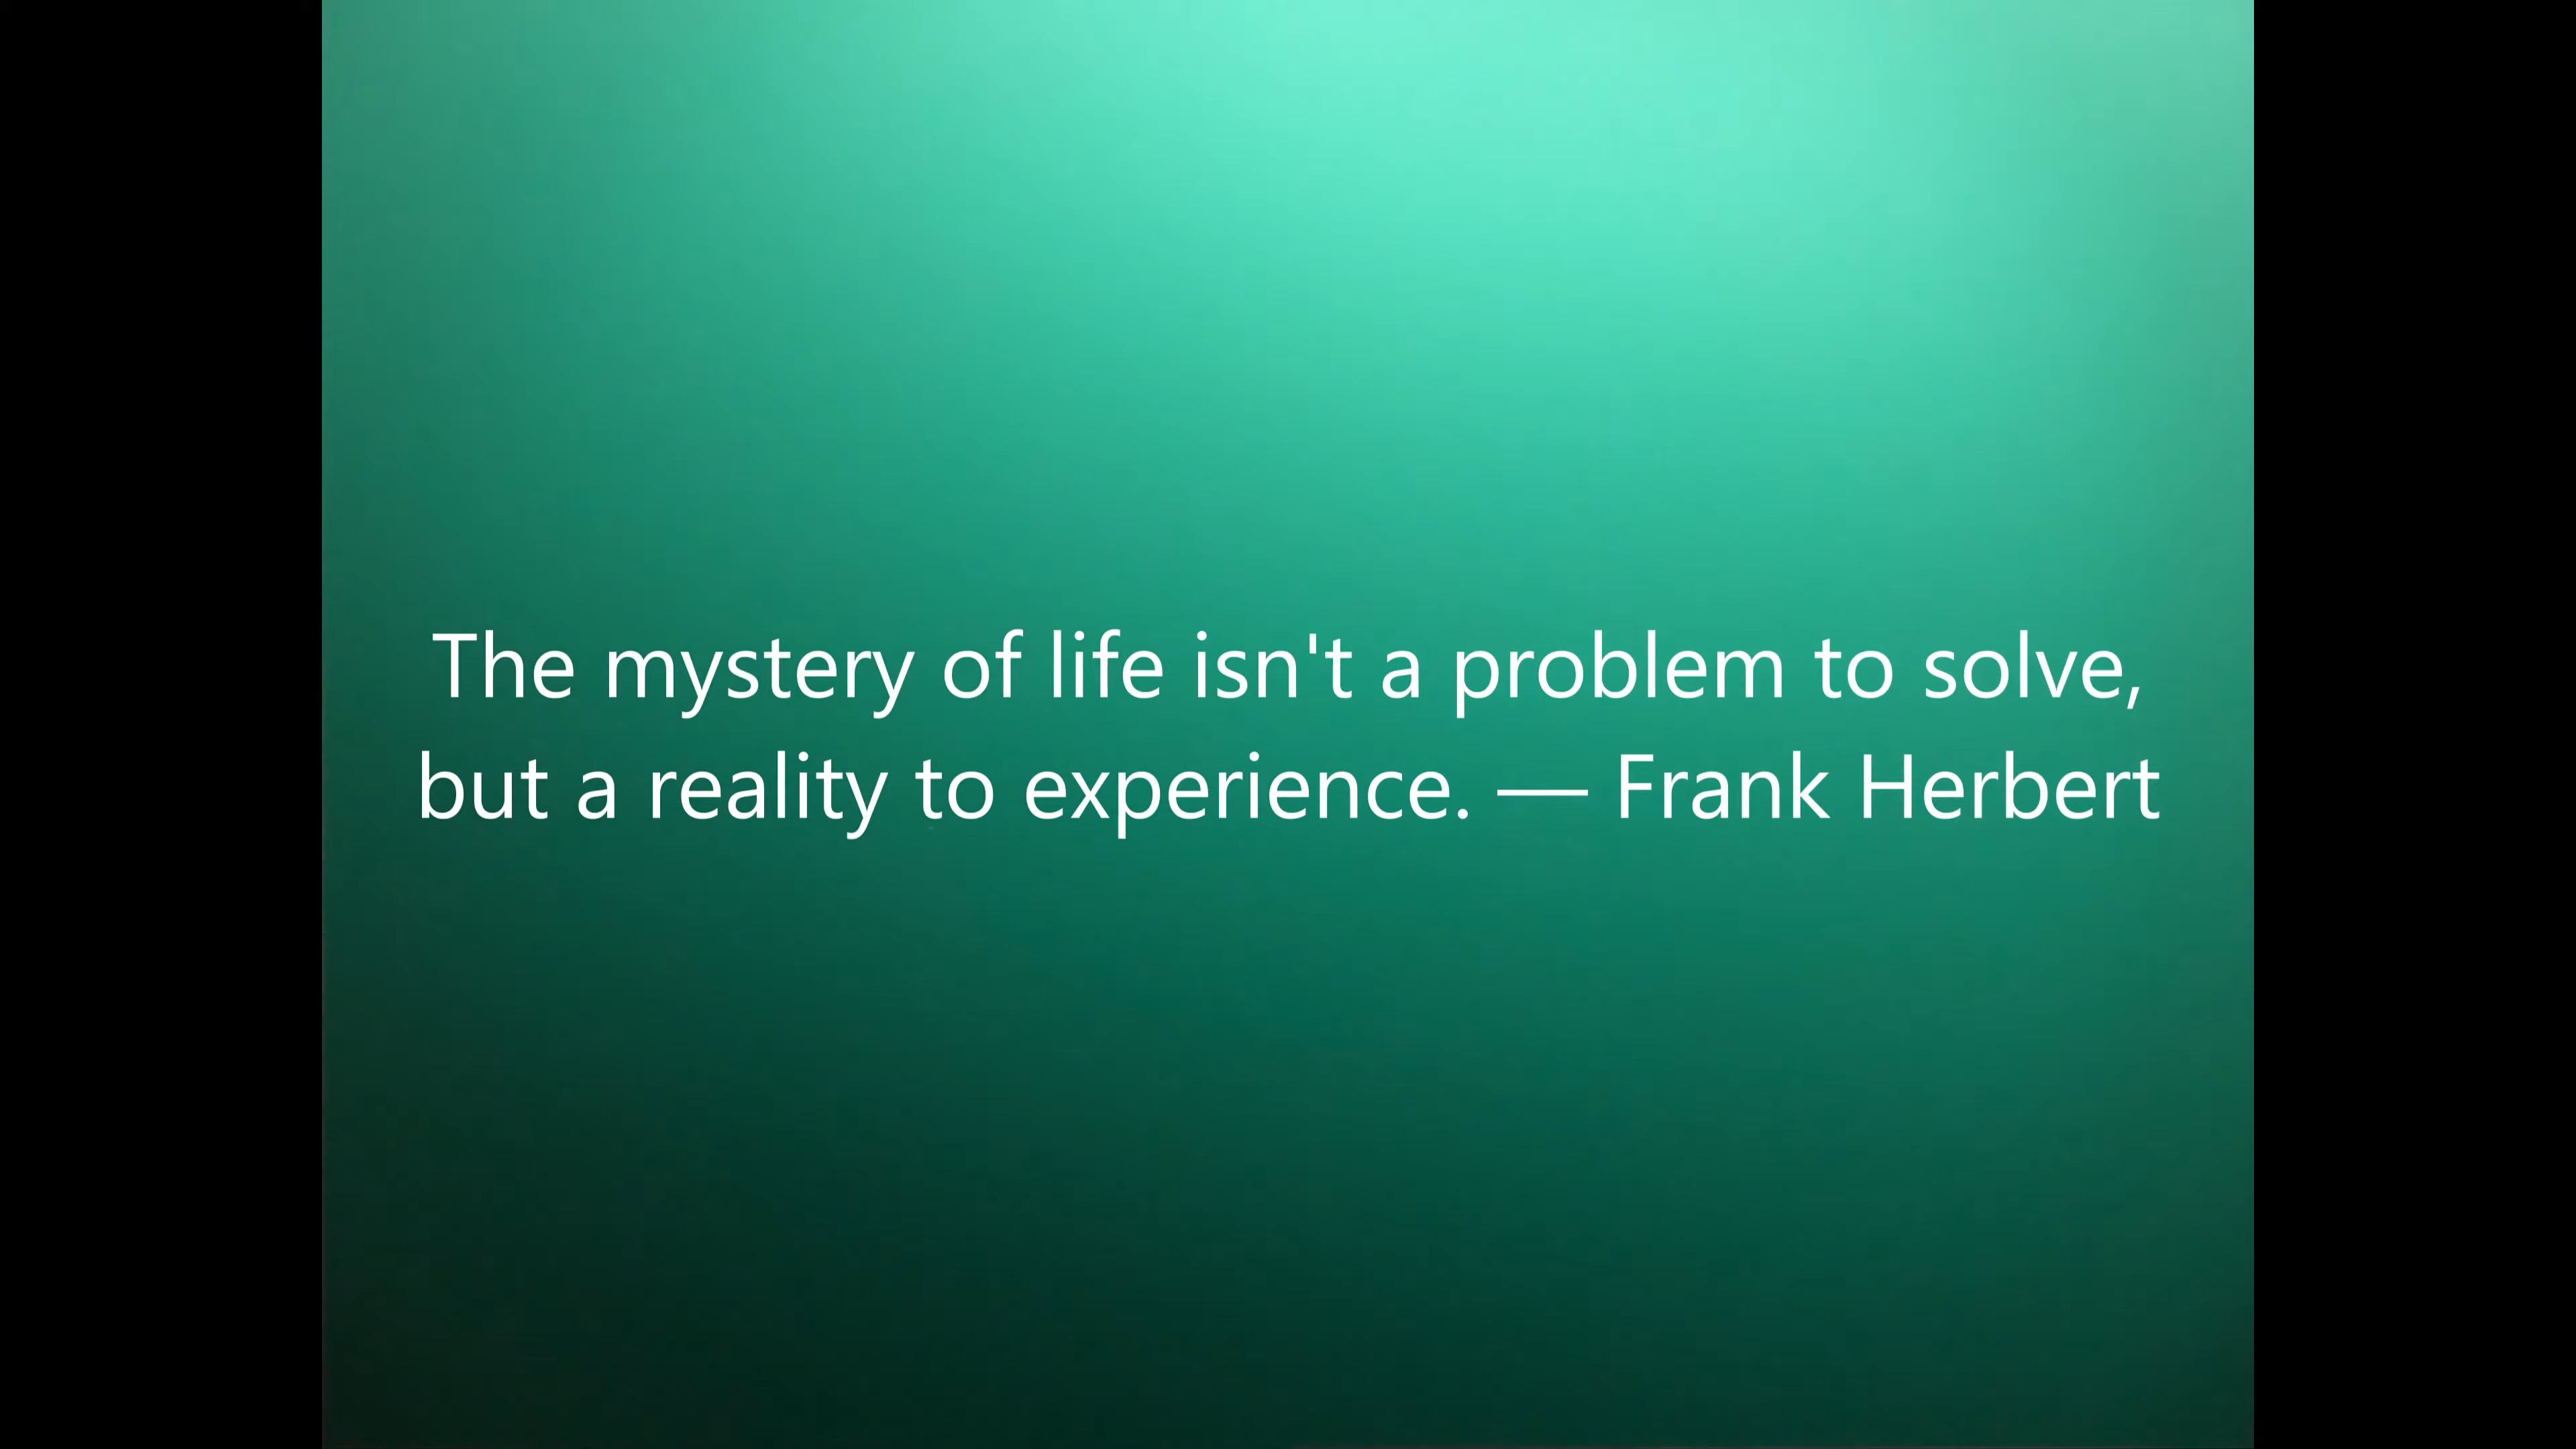 The mystery of life isn't a problem to solve,
but a reality to experience. — Frank Herbert